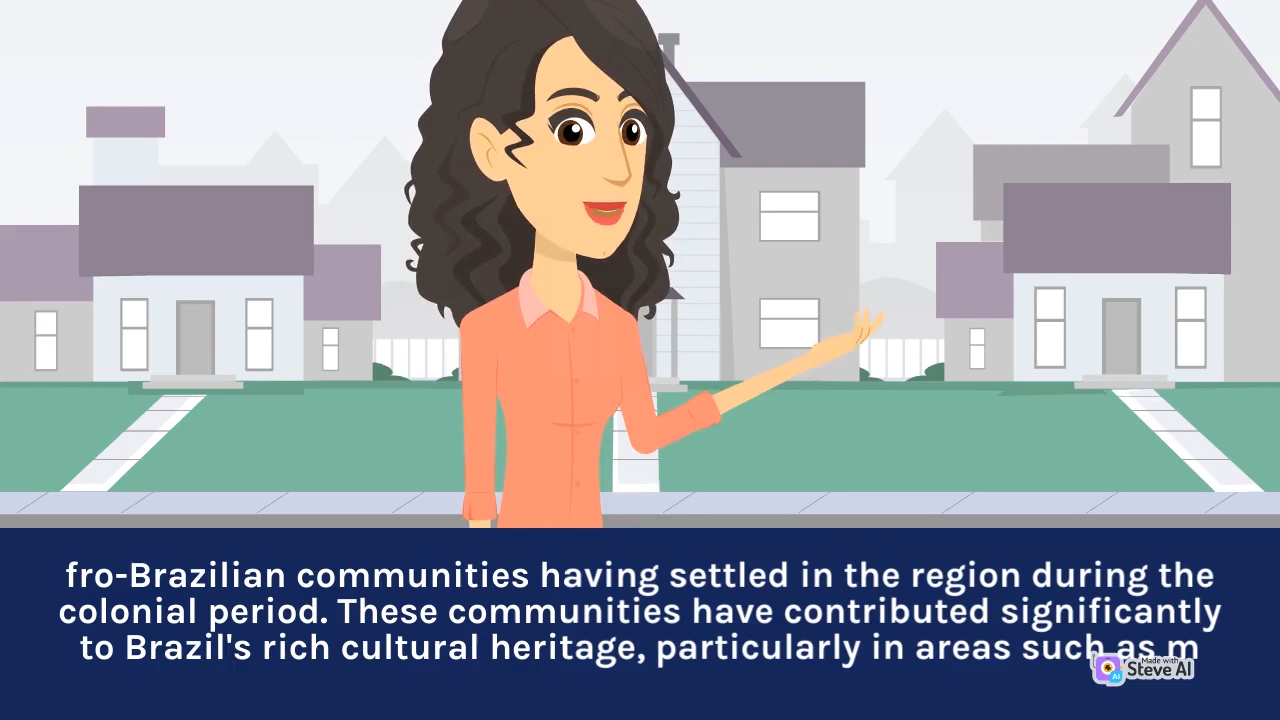 fro-Brazilian communities having settled in the region during the
colonial period. These communities have contributed significantly
to Brazil's rich cultural heritage, particularly in areas such as m
Made with
Steve AI
AI